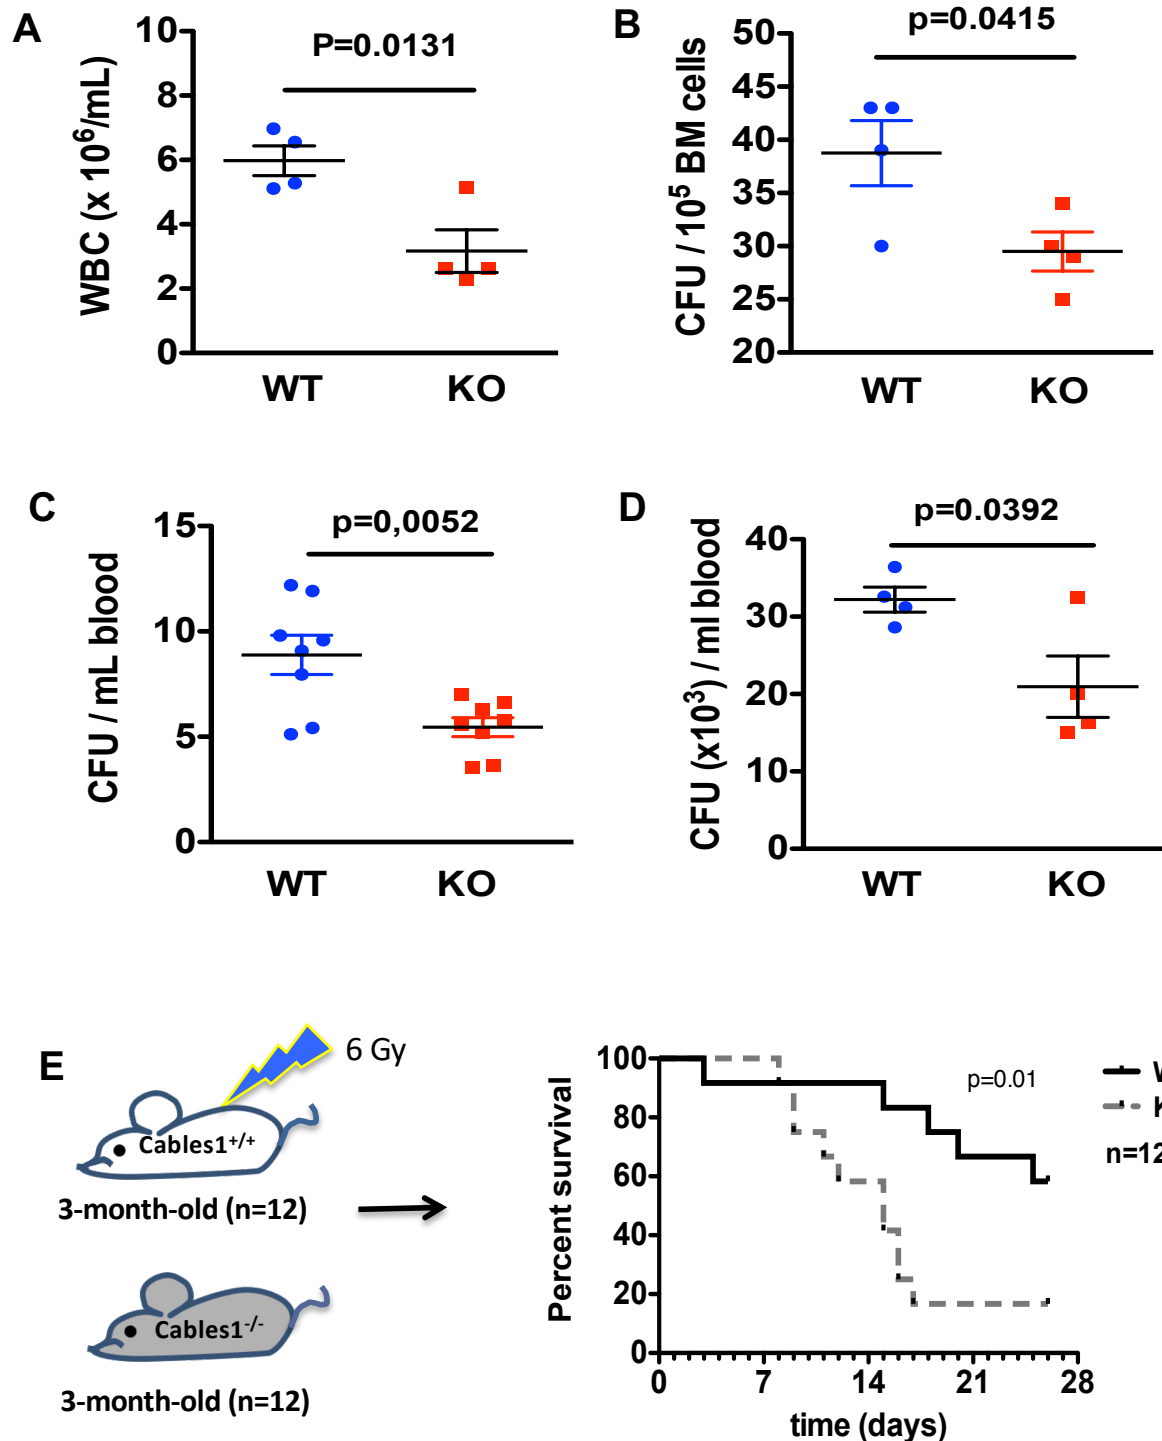 A
P=0.0131
WBC (x 10⁶/mL)
10
8
6
4
2
0
WT KO
B
p=0.0415
CFU / 10⁵ BM cells
50
45
40
35
30
25
20
WT KO
C
p=0,0052
CFU / mL blood
15
10
5
0
WT KO
D
p=0.0392
CFU (x10³) / ml blood
40
30
20
10
0
WT KO
E
6 Gy
Cables1⁺/⁺
3-month-old (n=12)
Cables1⁻/⁻
3-month-old (n=12)
Percent survival
100
80
60
40
20
0
p=0.01
n=12
0 7 14 21 28
time (days)